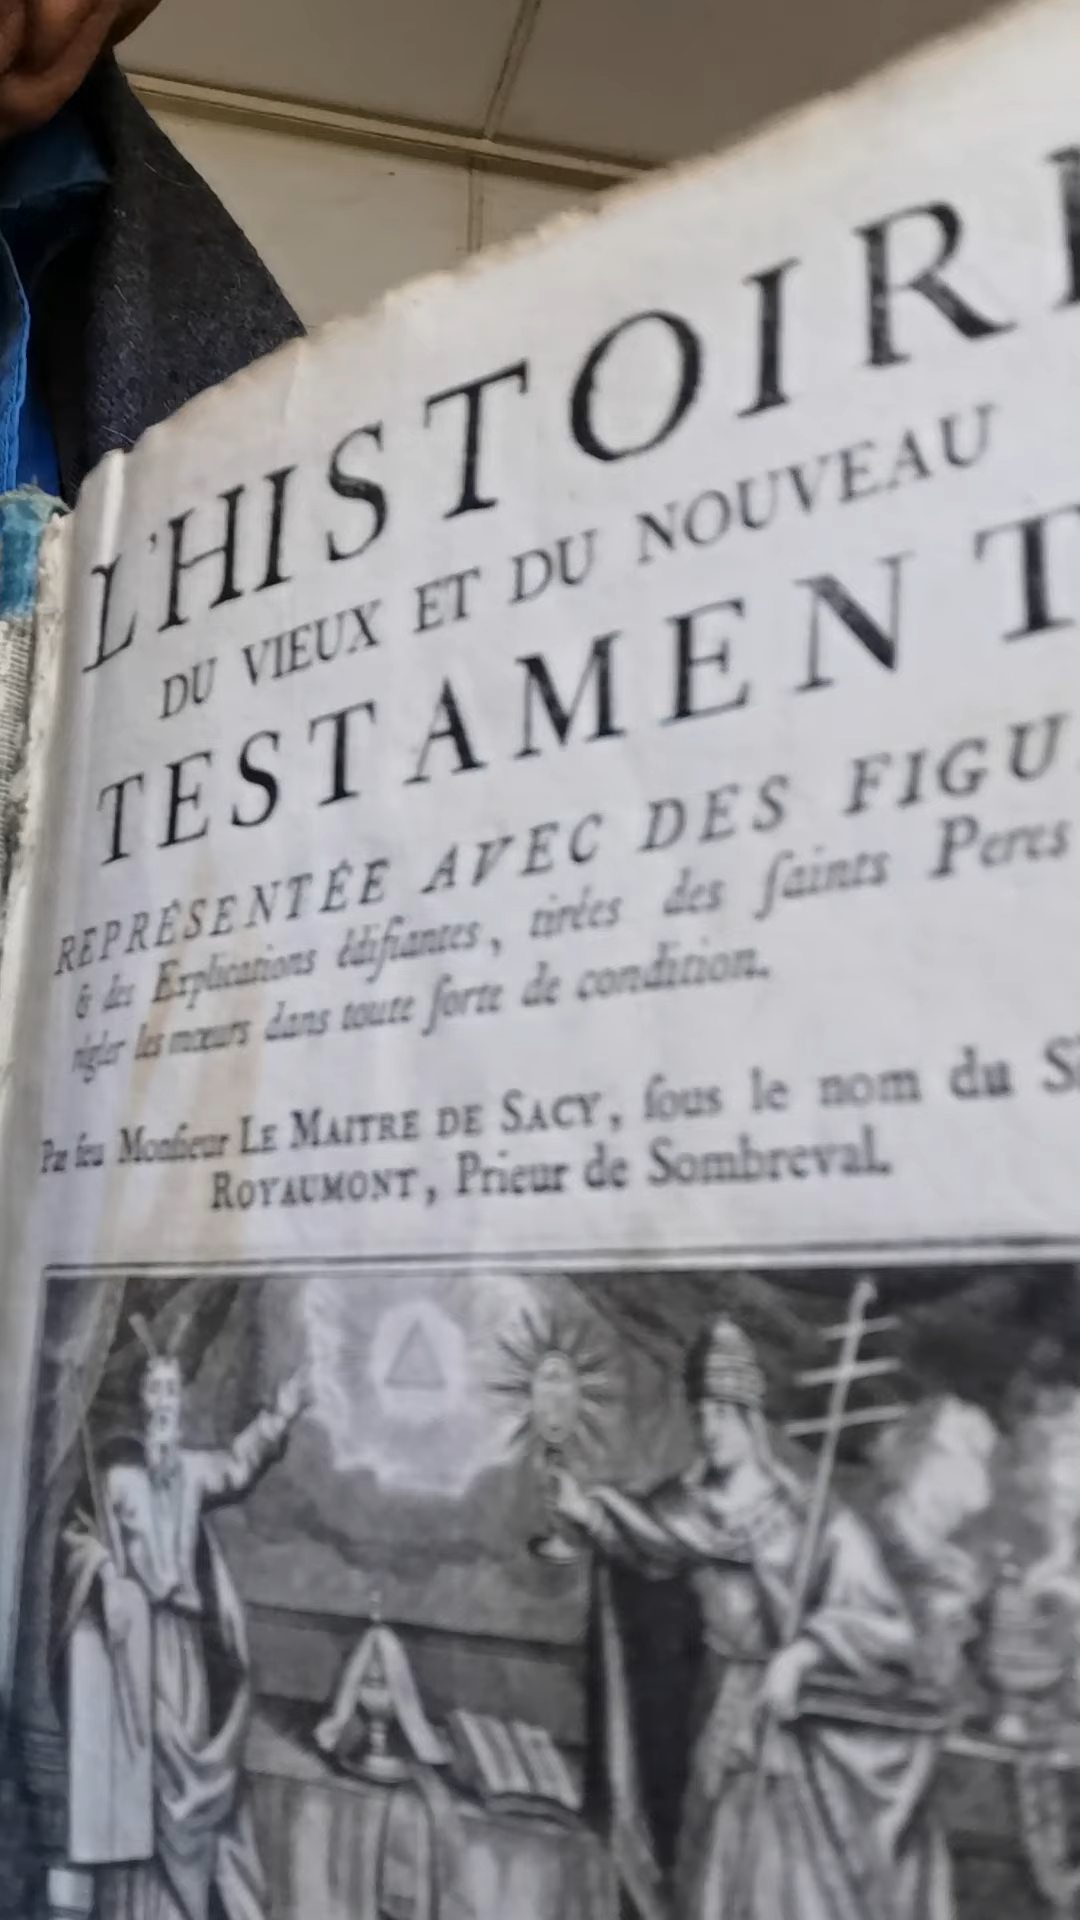 L'HISTOIRE
DU VIEUX ET DU NOUVEAU
TESTAMENT
REPRÉSENTÉE AVEC DES FIGU
& des Explications édifiantes, tirées des ſaints Peres
régler les mœurs dans toute ſorte de condition.
Par feu Monſieur LE MAITRE DE SACY, ſous le nom du S
ROYAUMONT, Prieur de Sombreval.